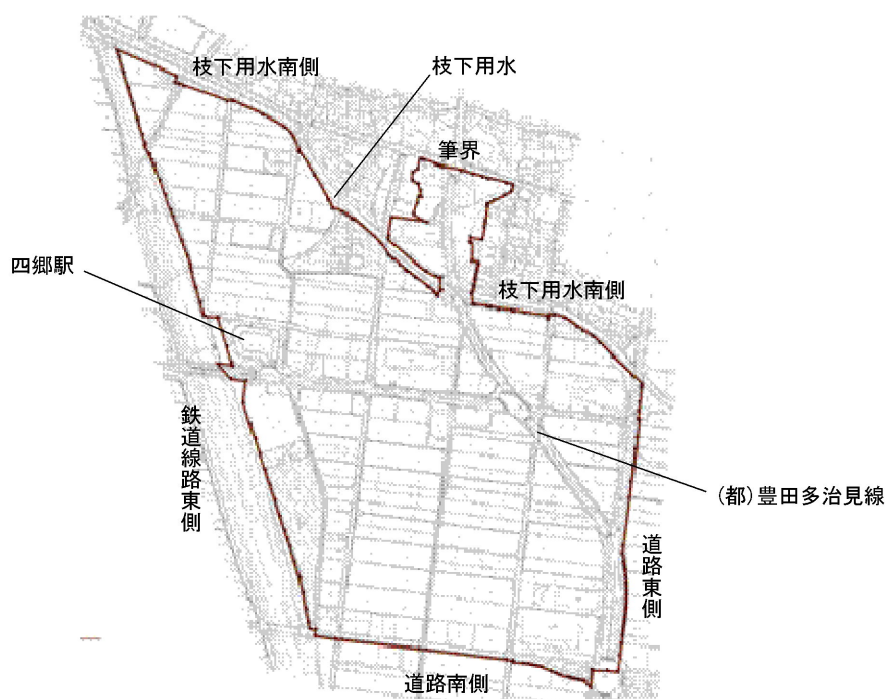 枝下用水南側
枝下用水
筆界
四郷駅
枝下用水南側
鉄道線路東側
(都)豊田多治見線
道路東側
道路南側